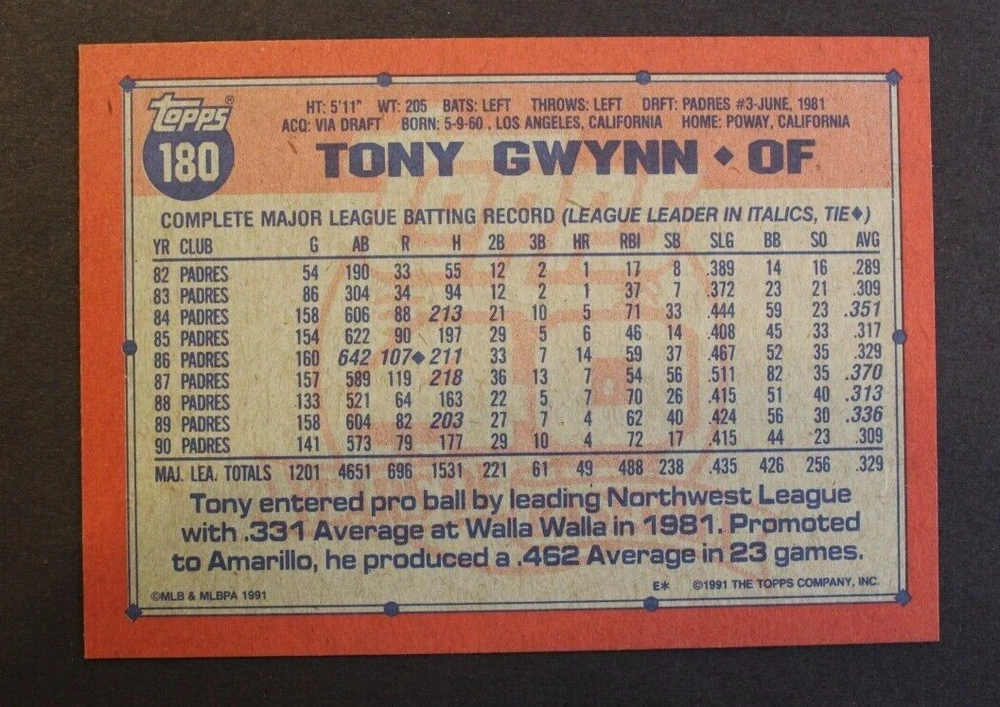 topps®
180
HT: 5'11" WT: 205 BATS: LEFT THROWS: LEFT DRFT: PADRES #3-JUNE, 1981
ACQ: VIA DRAFT BORN: 5-9-60, LOS ANGELES, CALIFORNIA HOME: POWAY, CALIFORNIA
TONY GWYNN ♦ OF
COMPLETE MAJOR LEAGUE BATTING RECORD (LEAGUE LEADER IN ITALICS, TIE♦)
YR CLUB G AB R H 2B 3B HR RBI SB SLG BB SO AVG
82 PADRES 54 190 33 55 12 2 1 17 8 .389 14 16 .289
83 PADRES 86 304 34 94 12 2 1 37 7 .372 23 21 .309
84 PADRES 158 606 88 213 21 10 5 71 33 .444 59 23 .351
85 PADRES 154 622 90 197 29 5 6 46 14 .408 45 33 .317
86 PADRES 160 642 107♦ 211 33 7 14 59 37 .467 52 35 .329
87 PADRES 157 589 119 218 36 13 7 54 56 .511 82 35 .370
88 PADRES 133 521 64 163 22 5 7 70 26 .415 51 40 .313
89 PADRES 158 604 82 203 27 7 4 62 40 .424 56 30 .336
90 PADRES 141 573 79 177 29 10 4 72 17 .415 44 23 .309
MAJ. LEA. TOTALS 1201 4651 696 1531 221 61 49 488 238 .435 426 256 .329
Tony entered pro ball by leading Northwest League
with .331 Average at Walla Walla in 1981. Promoted
to Amarillo, he produced a .462 Average in 23 games.
©MLB & MLBPA 1991 E* ©1991 THE TOPPS COMPANY, INC.